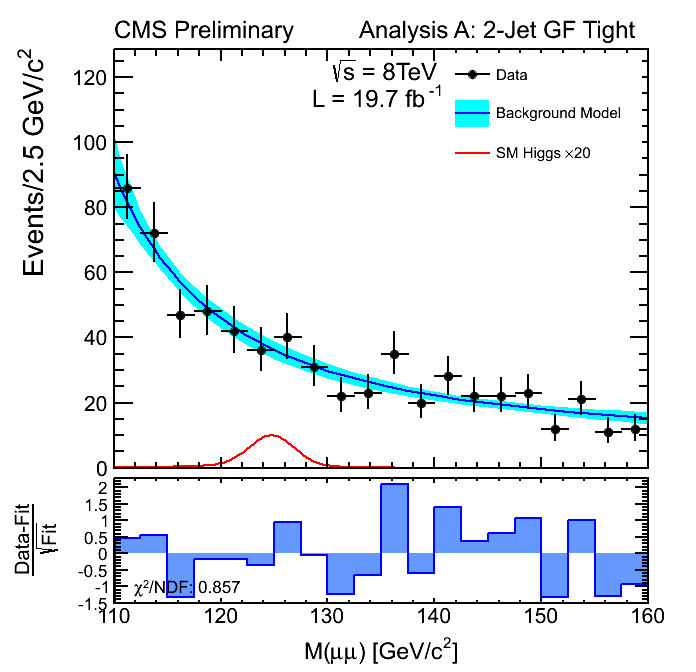 CMS Preliminary Analysis A: 2-Jet GF Tight
√s = 8TeV
L = 19.7 fb⁻¹
Data
Background Model
SM Higgs ×20
Events/2.5 GeV/c²
120
100
80
60
40
20
0
Data-Fit
√Fit
2
1.5
1
0.5
0
-0.5
-1
-1.5
χ²/NDF: 0.857
110 120 130 140 150 160
M(μμ) [GeV/c²]